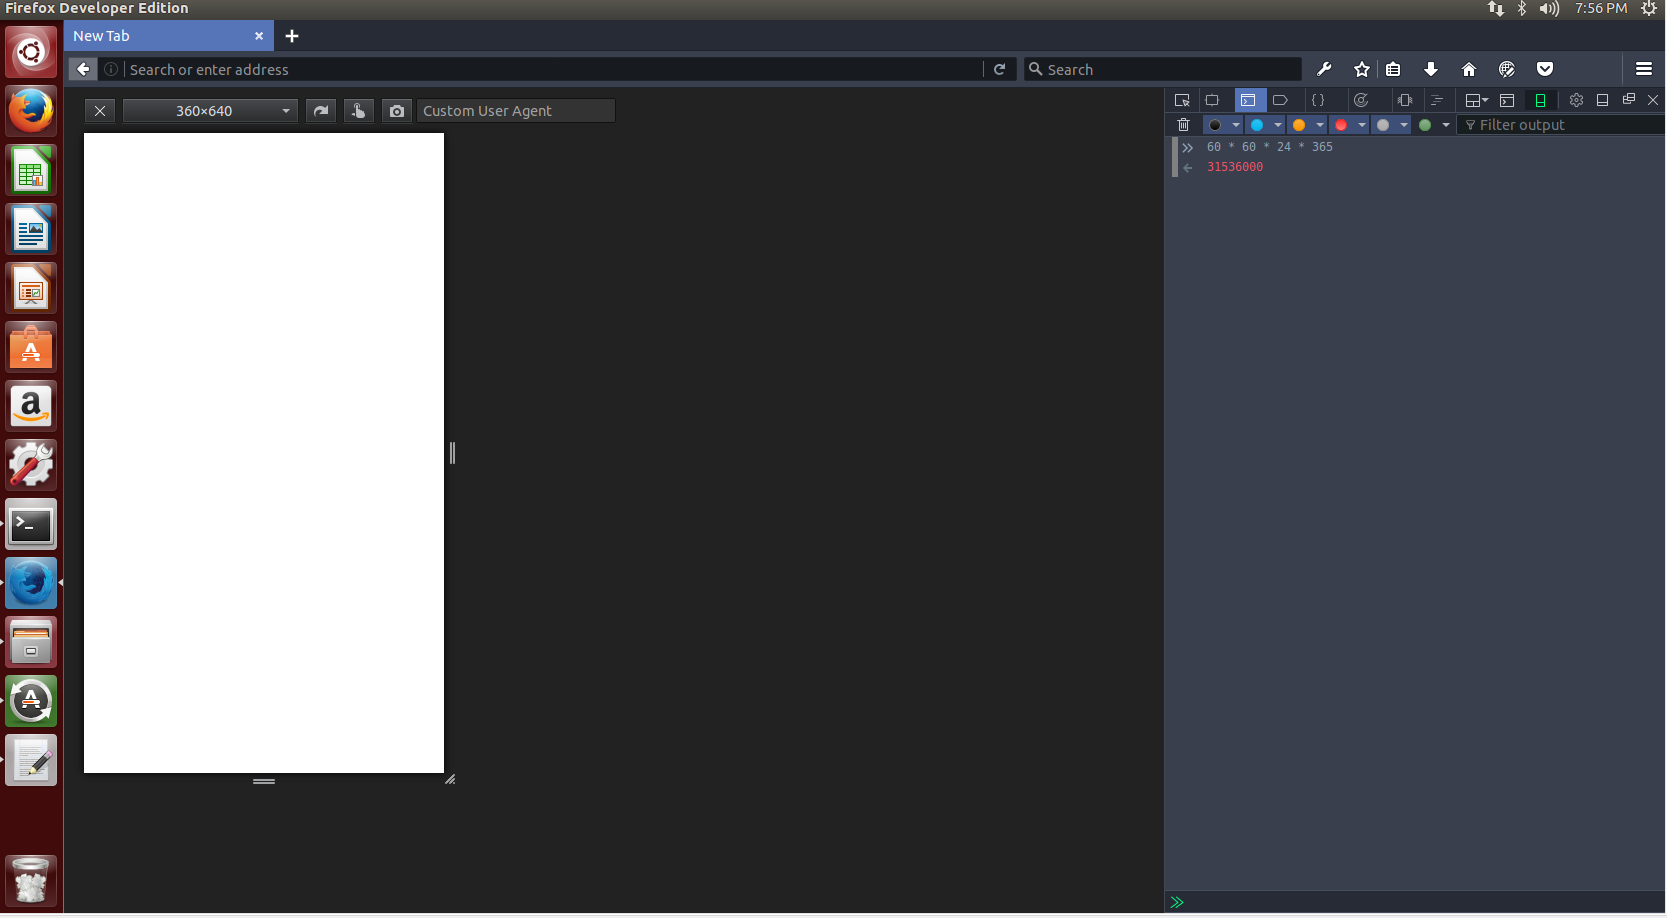 Firefox Developer Edition
7:56 PM
New Tab
Search or enter address
Search
360×640
Custom User Agent
Filter output
60 * 60 * 24 * 365
31536000